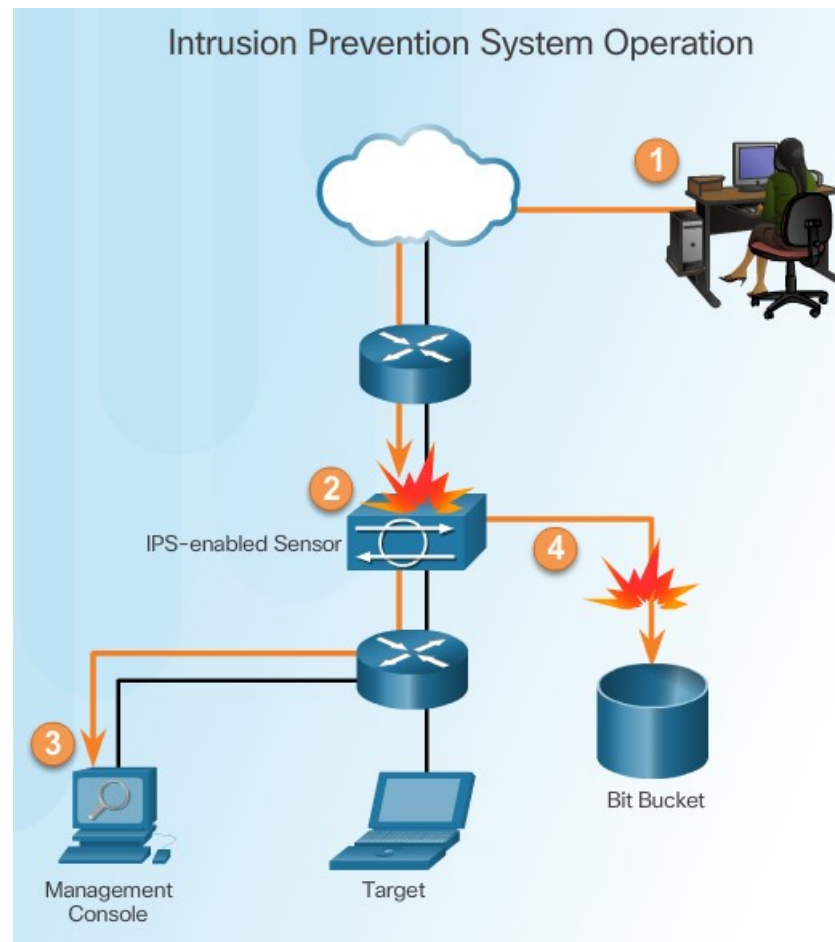 Intrusion Prevention System Operation
1
2
IPS-enabled Sensor
4
3
Bit Bucket
Management
Console
Target